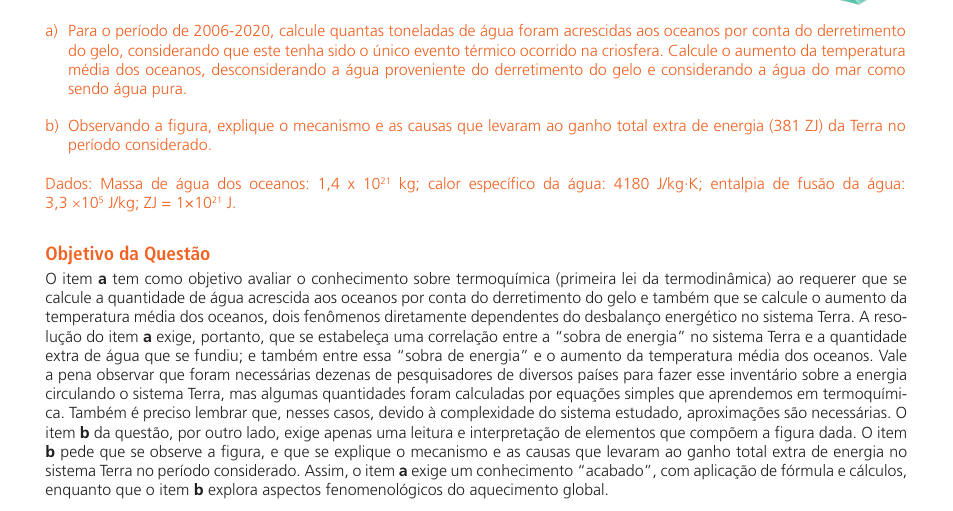 a) Para o período de 2006-2020, calcule quantas toneladas de água foram acrescidas aos oceanos por conta do derretimento
do gelo, considerando que este tenha sido o único evento térmico ocorrido na criosfera. Calcule o aumento da temperatura
média dos oceanos, desconsiderando a água proveniente do derretimento do gelo e considerando a água do mar como
sendo água pura.
b) Observando a figura, explique o mecanismo e as causas que levaram ao ganho total extra de energia (381 ZJ) da Terra no
período considerado.
Dados: Massa de água dos oceanos: 1,4 x 10²¹ kg; calor específico da água: 4180 J/kg·K; entalpia de fusão da água:
3,3 ×10⁵ J/kg; ZJ = 1×10²¹ J.
Objetivo da Questão
O item a tem como objetivo avaliar o conhecimento sobre termoquímica (primeira lei da termodinâmica) ao requerer que se
calcule a quantidade de água acrescida aos oceanos por conta do derretimento do gelo e também que se calcule o aumento da
temperatura média dos oceanos, dois fenômenos diretamente dependentes do desbalanço energético no sistema Terra. A reso-
lução do item a exige, portanto, que se estabeleça uma correlação entre a “sobra de energia” no sistema Terra e a quantidade
extra de água que se fundiu; e também entre essa “sobra de energia” e o aumento da temperatura média dos oceanos. Vale
a pena observar que foram necessárias dezenas de pesquisadores de diversos países para fazer esse inventário sobre a energia
circulando o sistema Terra, mas algumas quantidades foram calculadas por equações simples que aprendemos em termoquími-
ca. Também é preciso lembrar que, nesses casos, devido à complexidade do sistema estudado, aproximações são necessárias. O
item b da questão, por outro lado, exige apenas uma leitura e interpretação de elementos que compõem a figura dada. O item
b pede que se observe a figura, e que se explique o mecanismo e as causas que levaram ao ganho total extra de energia no
sistema Terra no período considerado. Assim, o item a exige um conhecimento “acabado”, com aplicação de fórmula e cálculos,
enquanto que o item b explora aspectos fenomenológicos do aquecimento global.